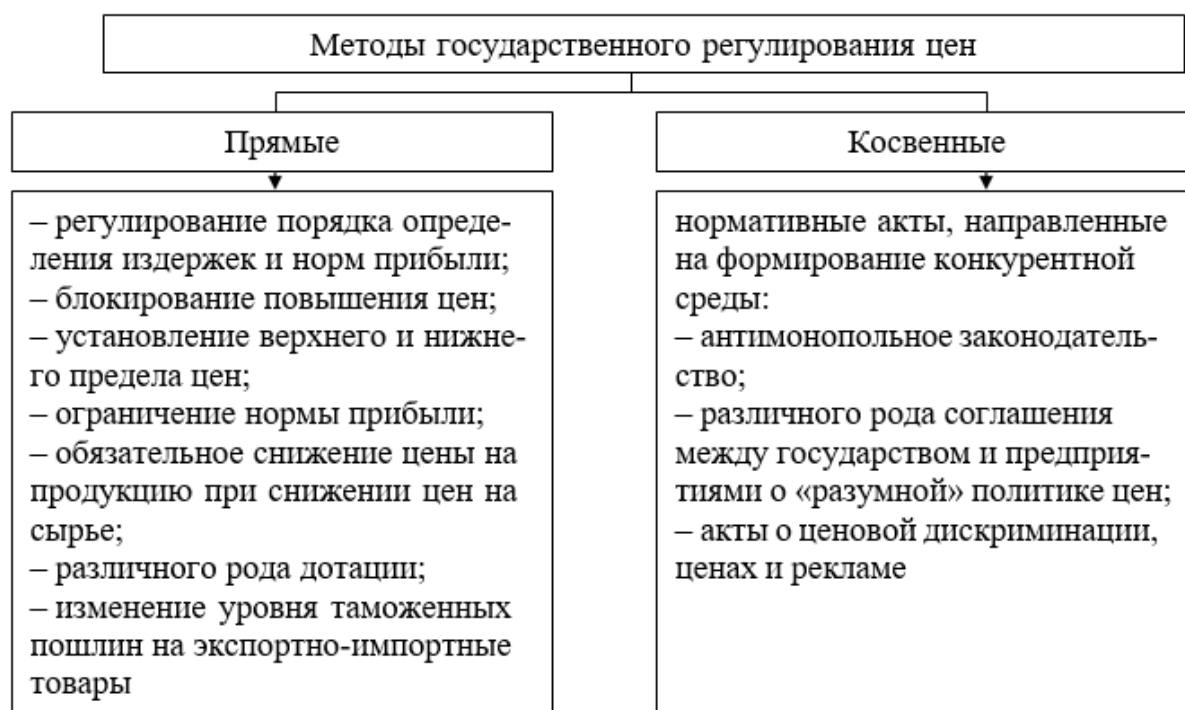 Методы государственного регулирования цен
Прямые
Косвенные
– регулирование порядка опреде-
ления издержек и норм прибыли;
– блокирование повышения цен;
– установление верхнего и нижне-
го предела цен;
– ограничение нормы прибыли;
– обязательное снижение цены на
продукцию при снижении цен на
сырье;
– различного рода дотации;
– изменение уровня таможенных
пошлин на экспортно-импортные
товары
нормативные акты, направленные
на формирование конкурентной
среды:
– антимонопольное законодатель-
ство;
– различного рода соглашения
между государством и предприя-
тиями о «разумной» политике цен;
– акты о ценовой дискриминации,
ценах и рекламе